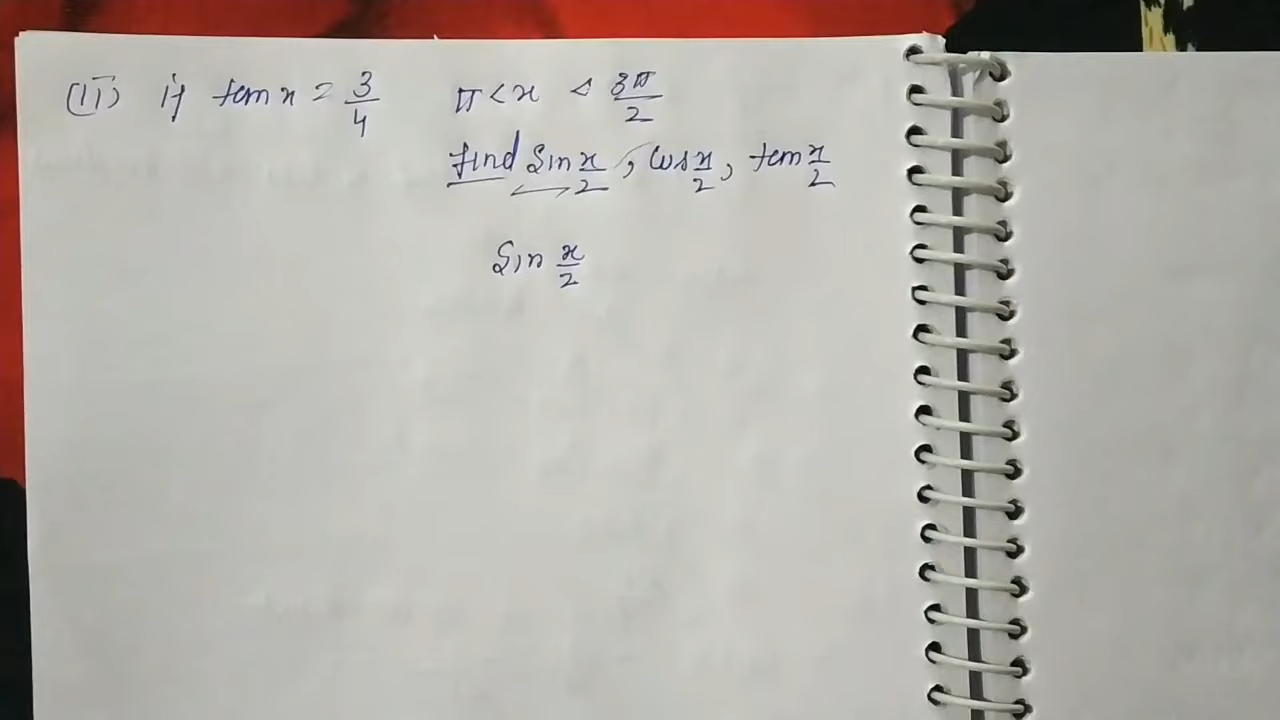 (ii) if tan x = 3/4 π < x < 3π/2
find Sin x/2, Cos x/2, tan x/2
Sin x/2